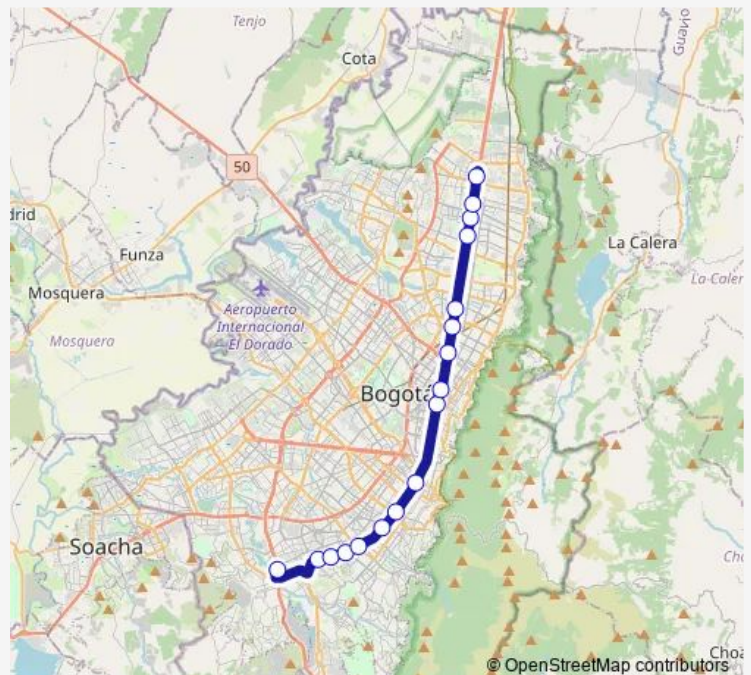 Tenjo
Cota
Guavio
50
drid
Funza
La Calera
Mosquera
La-Caler
Aeropuerto
Internacional
El Dorado
Mosquera
Bogotá
Soacha
Choa
© OpenStreetMap contributors